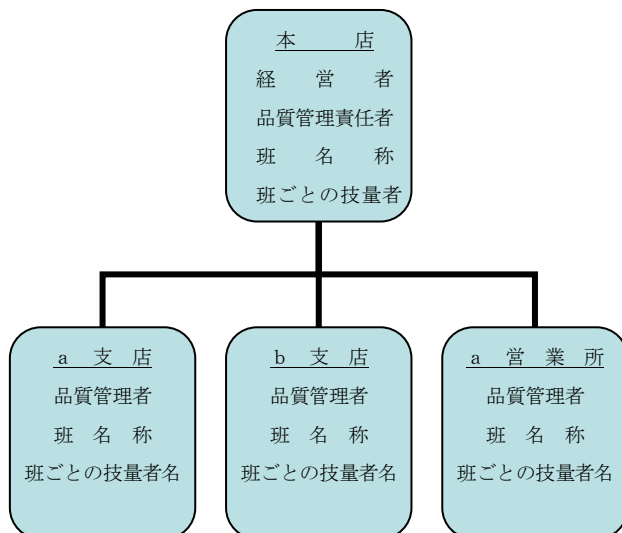 本店
経営者
品質管理責任者
班名称
班ごとの技量者
a支店
品質管理者
班名称
班ごとの技量者名
b支店
品質管理者
班名称
班ごとの技量者名
a営業所
品質管理者
班名称
班ごとの技量者名